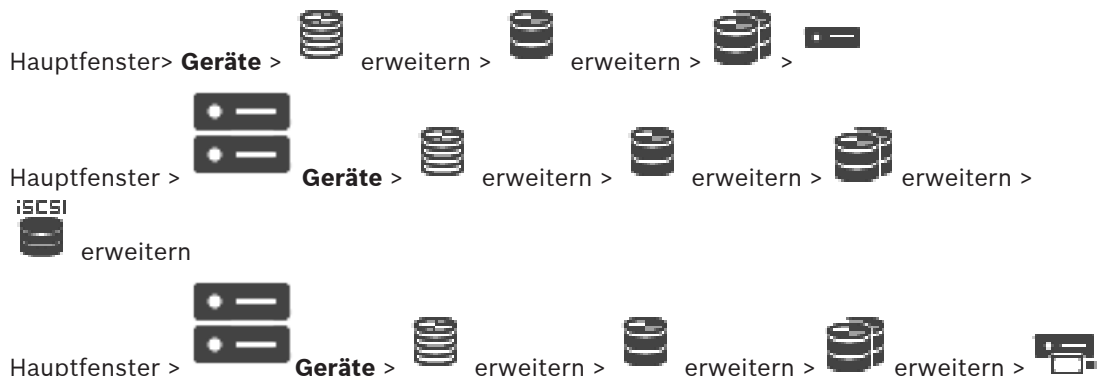 Hauptfenster> Geräte > erweitern > erweitern > >
Hauptfenster > Geräte > erweitern > erweitern > erweitern >
iSCSI
erweitern
Hauptfenster > Geräte > erweitern > erweitern > erweitern >